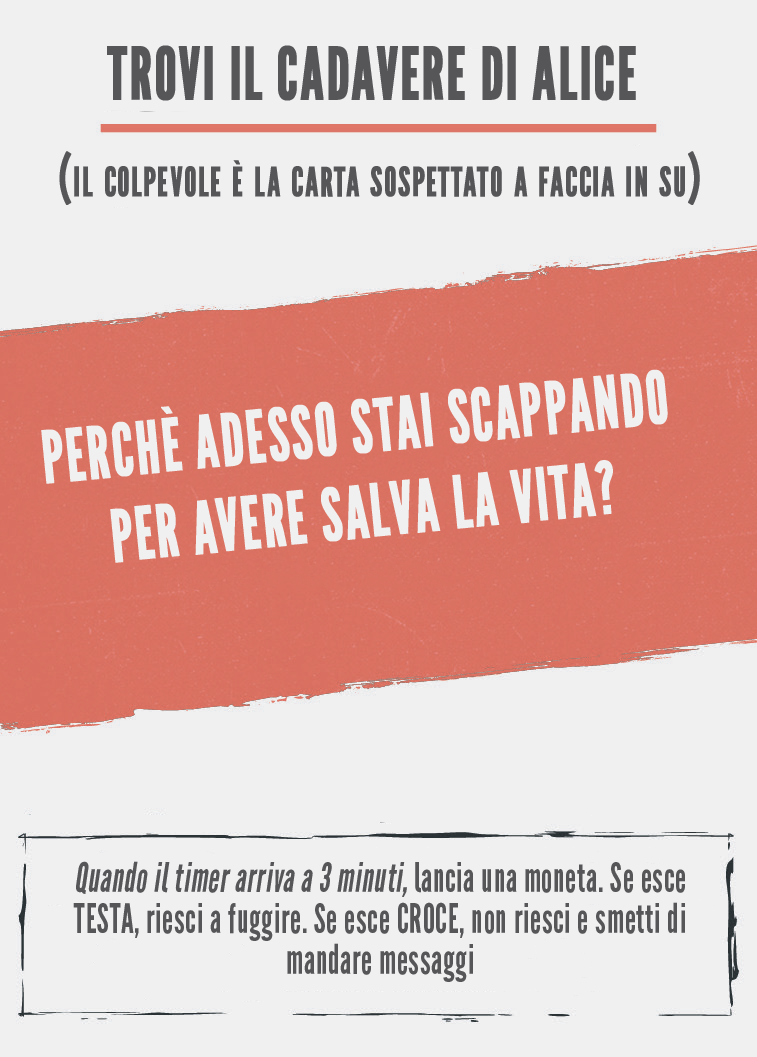 TROVI IL CADAVERE DI ALICE
(IL COLPEVOLE È LA CARTA SOSPETTATO A FACCIA IN SU)
PERCHÈ ADESSO STAI SCAPPANDO
PER AVERE SALVA LA VITA?
Quando il timer arriva a 3 minuti, lancia una moneta. Se esce
TESTA, riesci a fuggire. Se esce CROCE, non riesci e smetti di
mandare messaggi